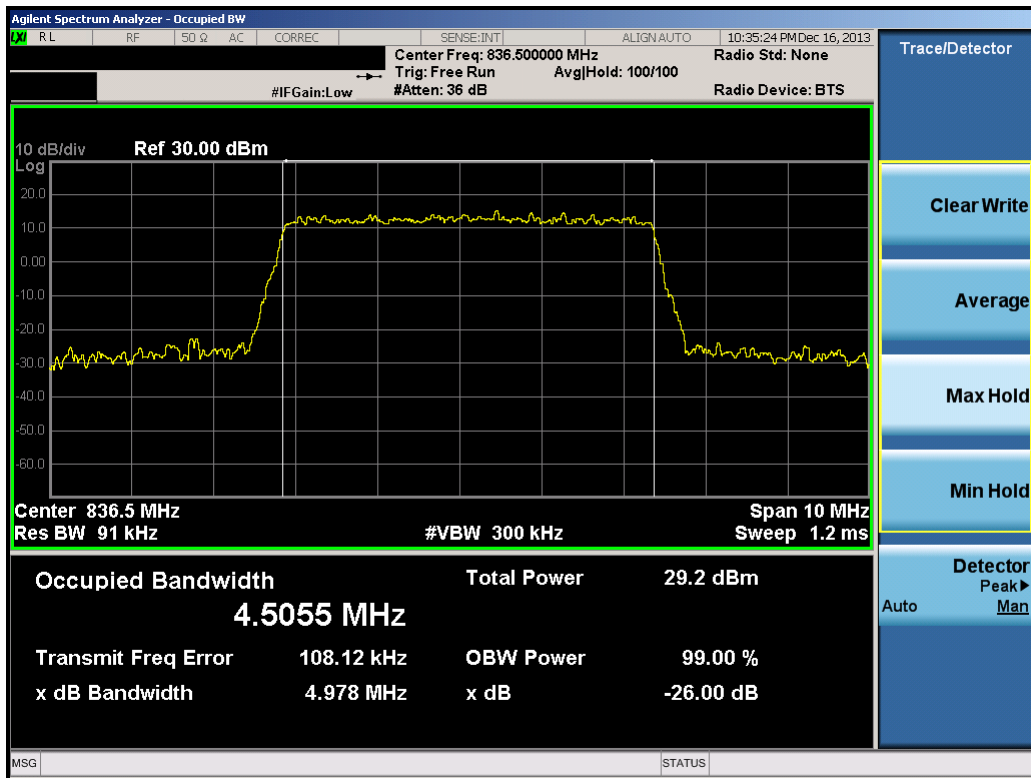 Agilent Spectrum Analyzer - Occupied BW
LXI RL RF 50 Ω AC CORREC SENSE:INT ALIGN AUTO 10:35:24 PM Dec 16, 2013
Center Freq: 836.500000 MHz Radio Std: None
Trig: Free Run Avg|Hold: 100/100
#IFGain:Low #Atten: 36 dB Radio Device: BTS
10 dB/div Ref 30.00 dBm
Log
20.0
10.0
0.00
-10.0
-20.0
-30.0
-40.0
-50.0
-60.0
Center 836.5 MHz Span 10 MHz
Res BW 91 kHz #VBW 300 kHz Sweep 1.2 ms
Occupied Bandwidth Total Power 29.2 dBm
4.5055 MHz
Transmit Freq Error 108.12 kHz OBW Power 99.00 %
x dB Bandwidth 4.978 MHz x dB -26.00 dB
MSG STATUS
Trace/Detector
Clear Write
Average
Max Hold
Min Hold
Detector
Peak▶
Auto Man